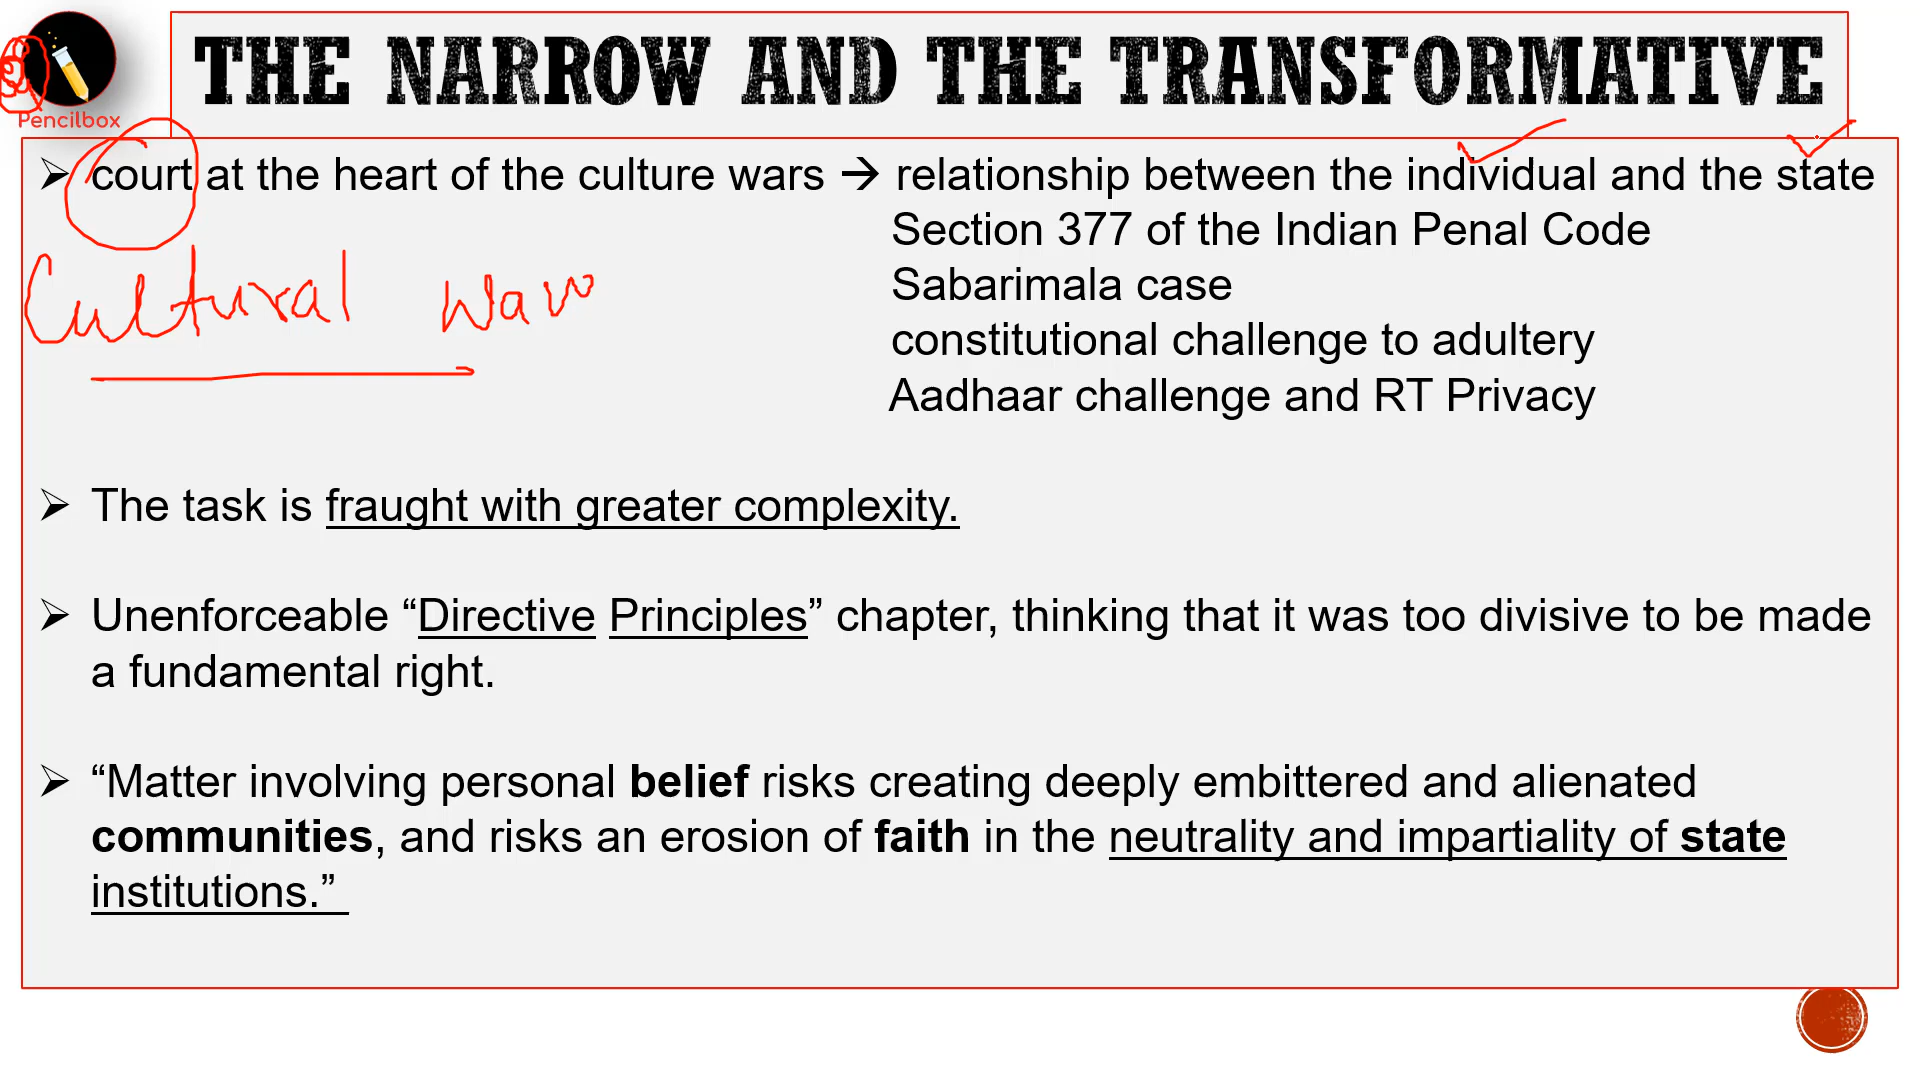 THE NARROW AND THE TRANSFORMATIVE
Pencilbox
➢ court at the heart of the culture wars → relationship between the individual and the state
Section 377 of the Indian Penal Code
Sabarimala case
constitutional challenge to adultery
Aadhaar challenge and RT Privacy
Cultural
➢ The task is fraught with greater complexity.
➢ Unenforceable “Directive Principles” chapter, thinking that it was too divisive to be made
a fundamental right.
➢ “Matter involving personal belief risks creating deeply embittered and alienated
communities, and risks an erosion of faith in the neutrality and impartiality of state
institutions.”